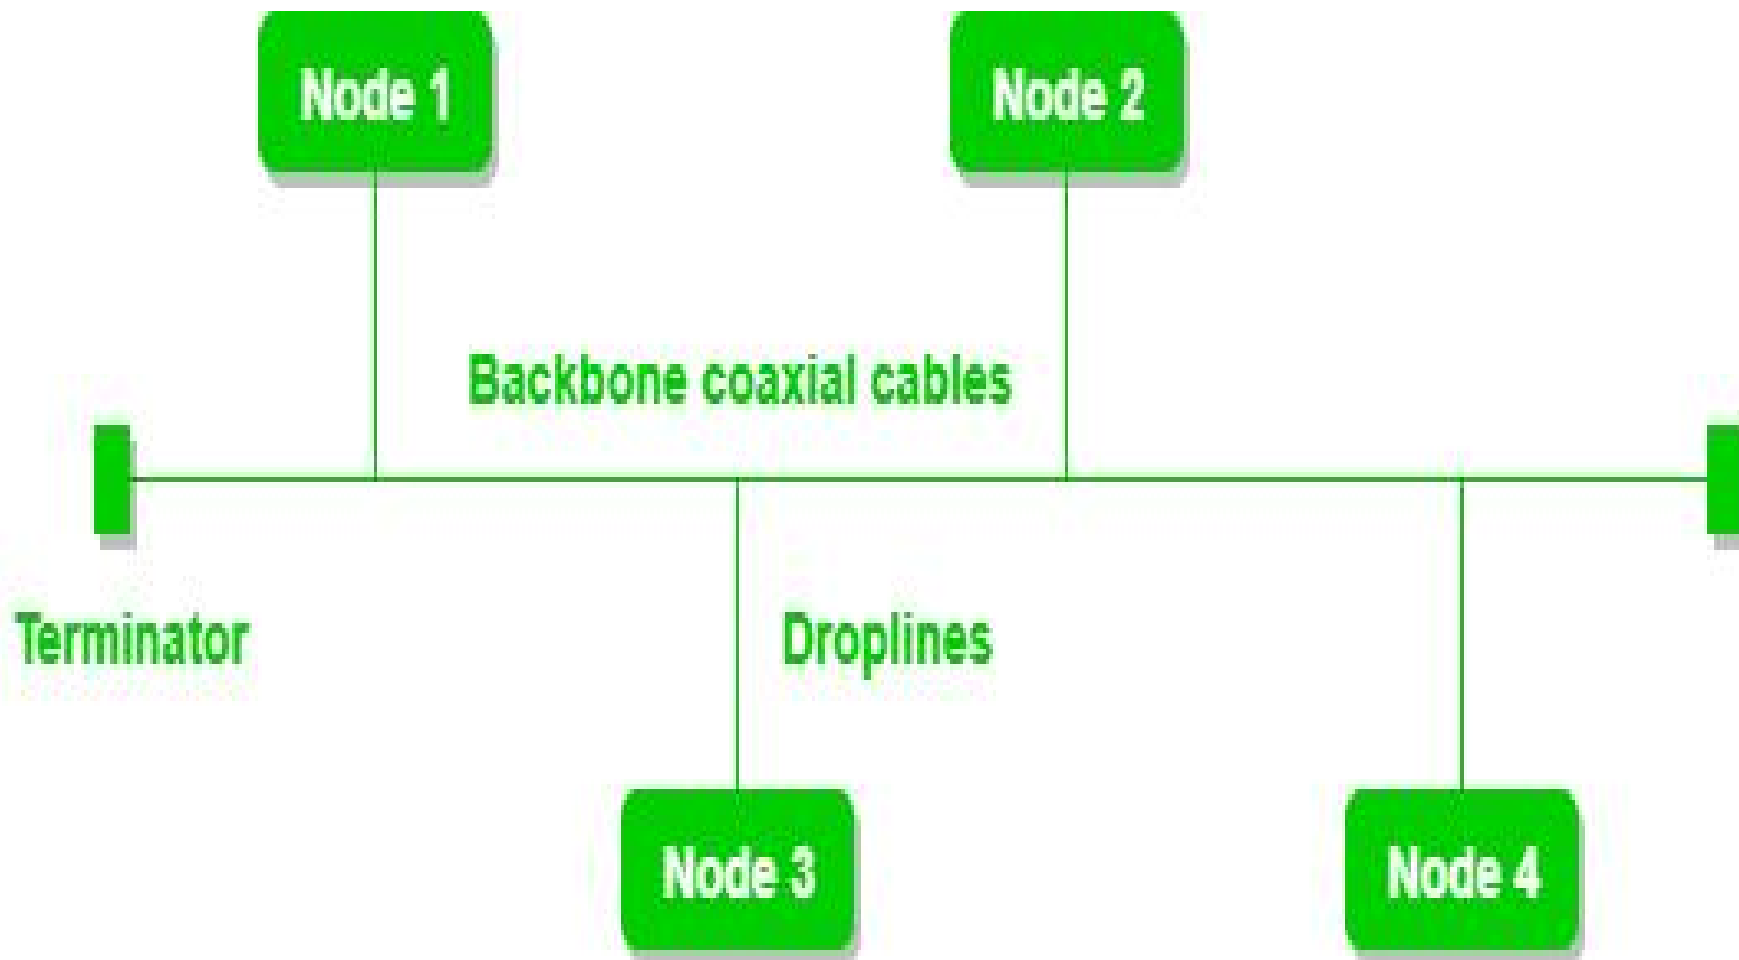 Node 1
Node 2
Backbone coaxial cables
Terminator
Droplines
Node 3
Node 4